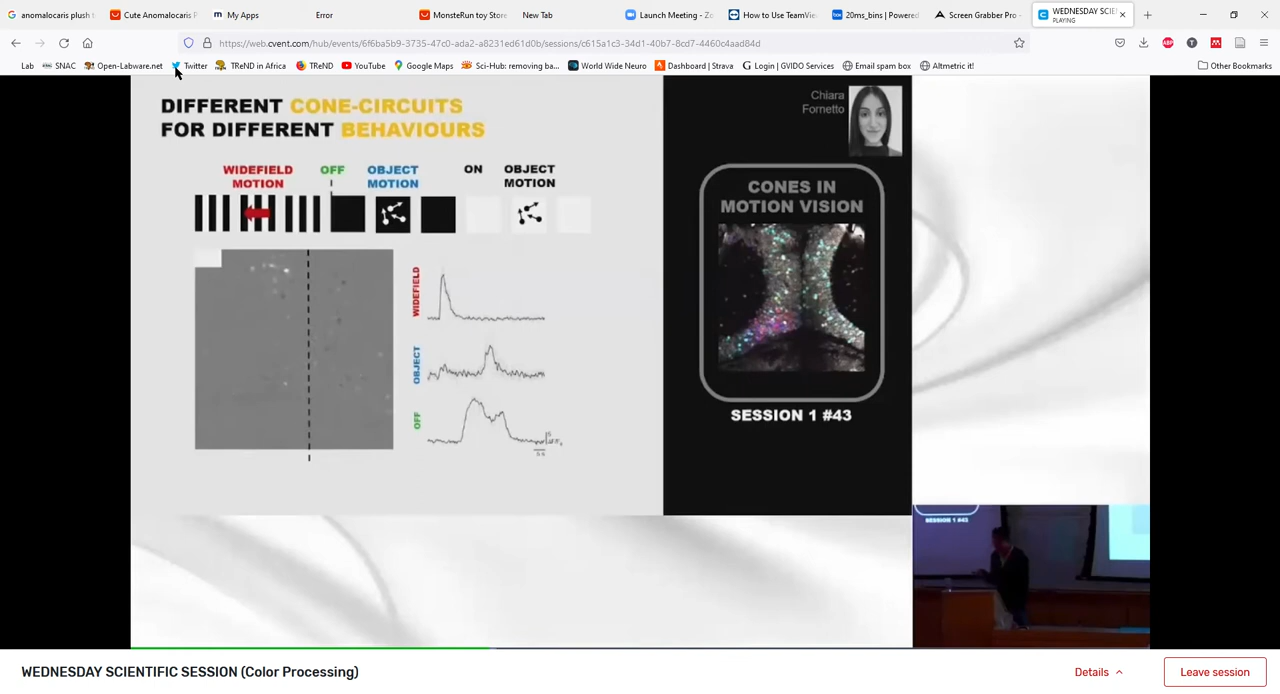 anomalocaris plush t
Cute Anomalocaris P
My Apps
Error
MonsteRun toy Store
New Tab
Launch Meeting - Zo
How to Use TeamVie
20ms_bins | Powered
Screen Grabber Pro -
WEDNESDAY SCIE
PLAYING
https://web.cvent.com/hub/events/6f6ba5b9-3735-47c0-ada2-a8231ed61d0b/sessions/c615a1c3-34d1-40b7-8cd7-4460c4aad84d
Lab
SNAC
Open-Labware.net
Twitter
TReND in Africa
TReND
YouTube
Google Maps
Sci-Hub: removing ba...
World Wide Neuro
Dashboard | Strava
Login | GVIDO Services
Email spam box
Altmetric it!
Other Bookmarks
DIFFERENT CONE-CIRCUITS
FOR DIFFERENT BEHAVIOURS
WIDEFIELD
MOTION
OFF
OBJECT
MOTION
ON
OBJECT
MOTION
WIDEFIELD
OBJECT
OFF
Chiara
Fornetto
CONES IN
MOTION VISION
SESSION 1 #43
SESSION 1 #43
WEDNESDAY SCIENTIFIC SESSION (Color Processing)
Details
Leave session